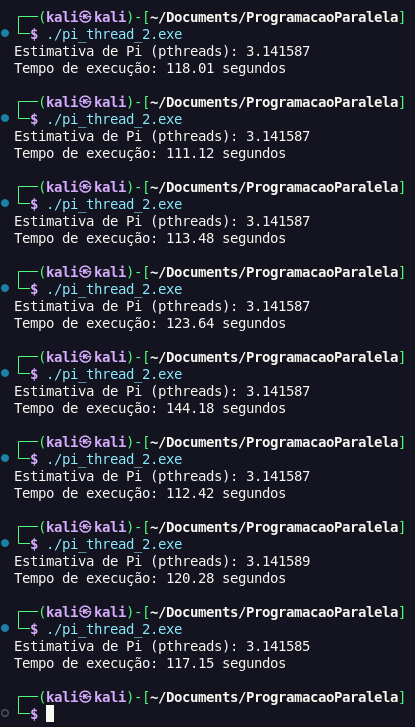 ┌──(kali㉿kali)-[~/Documents/ProgramacaoParalela]
└─$ ./pi_thread_2.exe
Estimativa de Pi (pthreads): 3.141587
Tempo de execução: 118.01 segundos
┌──(kali㉿kali)-[~/Documents/ProgramacaoParalela]
└─$ ./pi_thread_2.exe
Estimativa de Pi (pthreads): 3.141587
Tempo de execução: 111.12 segundos
┌──(kali㉿kali)-[~/Documents/ProgramacaoParalela]
└─$ ./pi_thread_2.exe
Estimativa de Pi (pthreads): 3.141587
Tempo de execução: 113.48 segundos
┌──(kali㉿kali)-[~/Documents/ProgramacaoParalela]
└─$ ./pi_thread_2.exe
Estimativa de Pi (pthreads): 3.141587
Tempo de execução: 123.64 segundos
┌──(kali㉿kali)-[~/Documents/ProgramacaoParalela]
└─$ ./pi_thread_2.exe
Estimativa de Pi (pthreads): 3.141587
Tempo de execução: 144.18 segundos
┌──(kali㉿kali)-[~/Documents/ProgramacaoParalela]
└─$ ./pi_thread_2.exe
Estimativa de Pi (pthreads): 3.141587
Tempo de execução: 112.42 segundos
┌──(kali㉿kali)-[~/Documents/ProgramacaoParalela]
└─$ ./pi_thread_2.exe
Estimativa de Pi (pthreads): 3.141589
Tempo de execução: 120.28 segundos
┌──(kali㉿kali)-[~/Documents/ProgramacaoParalela]
└─$ ./pi_thread_2.exe
Estimativa de Pi (pthreads): 3.141585
Tempo de execução: 117.15 segundos
┌──(kali㉿kali)-[~/Documents/ProgramacaoParalela]
└─$